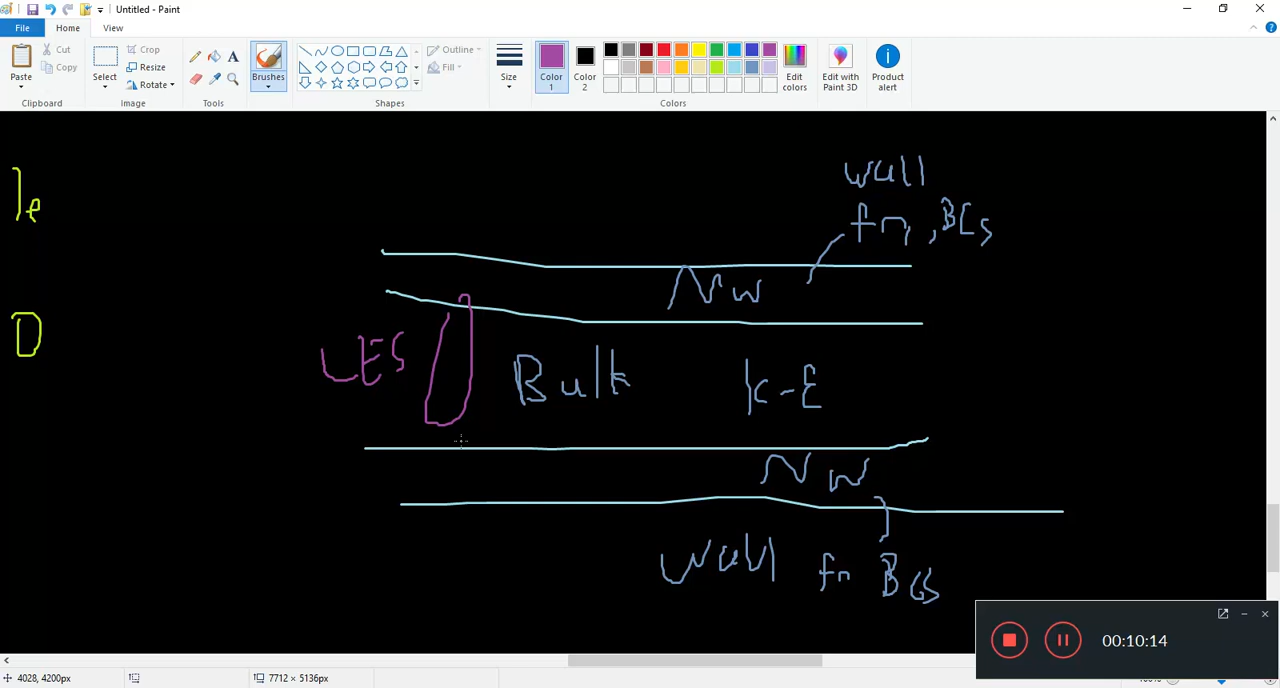 Untitled - Paint
File Home View
Paste
Cut
Copy
Clipboard
Select
Crop
Resize
Rotate
Image
Tools
Brushes
Shapes
Outline
Fill
Size
Color 1
Color 2
Colors
Edit colors
Edit with Paint 3D
Product alert
wall
fn, BCs
NW
LES Bulk k-ε
NW
wall fn BCs
00:10:14
4028, 4200px
7712 × 5136px